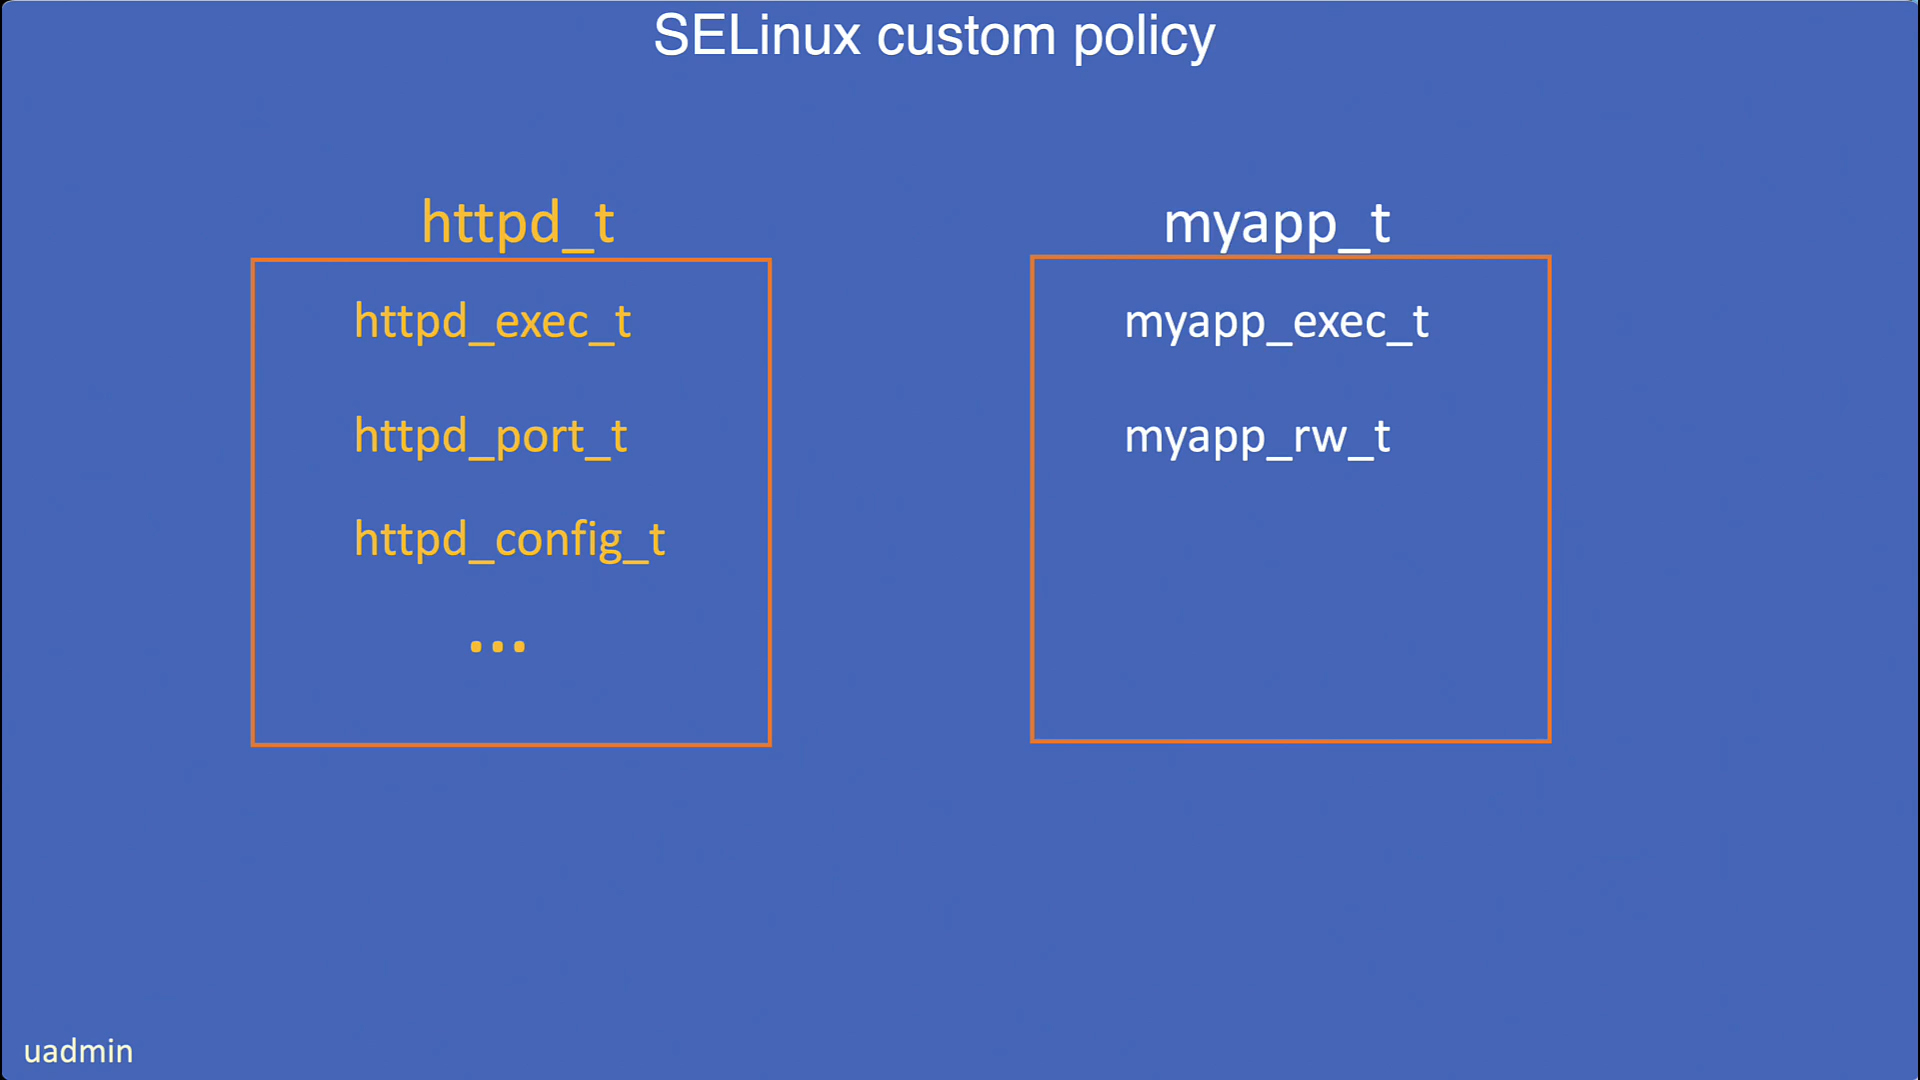 SELinux custom policy
httpd_t
httpd_exec_t
httpd_port_t
httpd_config_t
...
myapp_t
myapp_exec_t
myapp_rw_t
uadmin